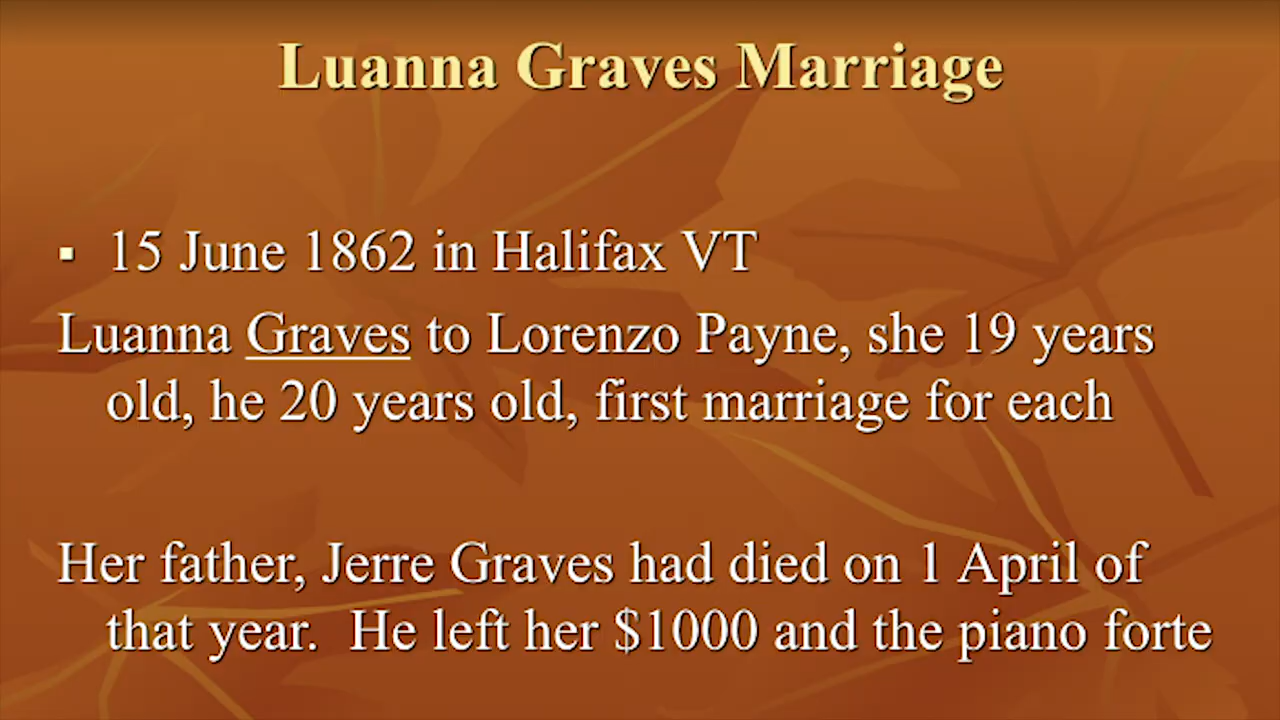 Luanna Graves Marriage
▪ 15 June 1862 in Halifax VT
Luanna Graves to Lorenzo Payne, she 19 years
old, he 20 years old, first marriage for each
Her father, Jerre Graves had died on 1 April of
that year. He left her $1000 and the piano forte